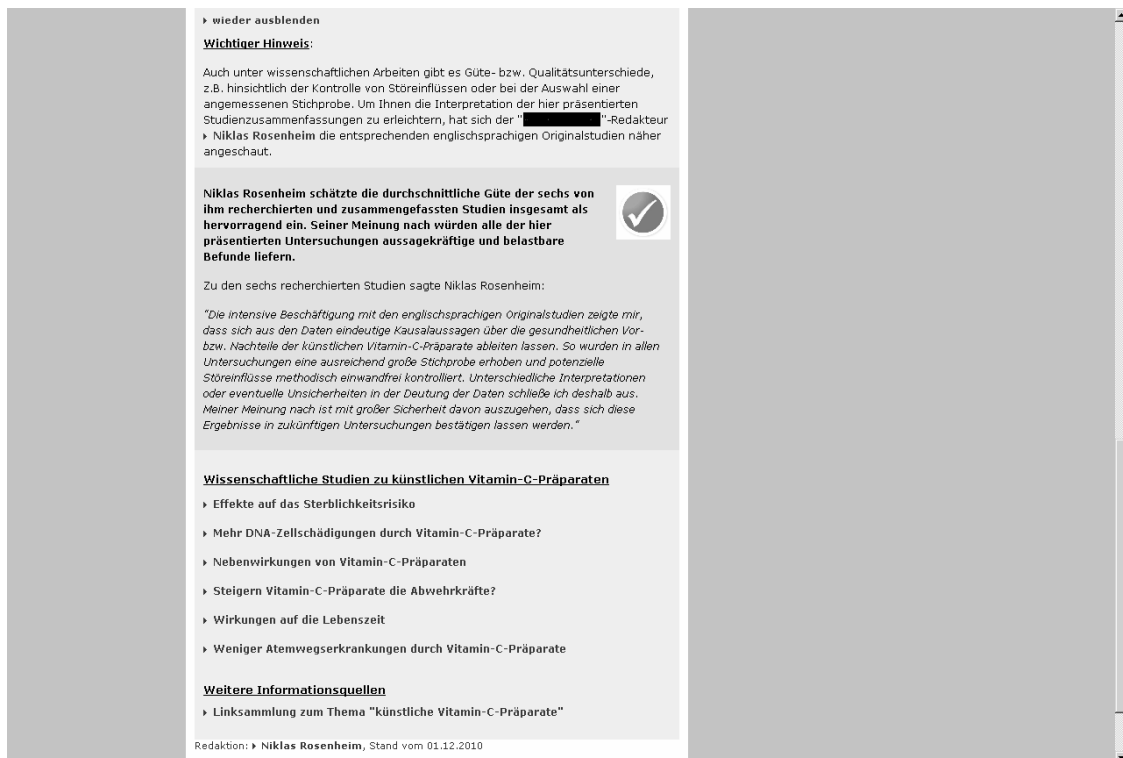 wieder ausblenden
Wichtiger Hinweis:
Auch unter wissenschaftlichen Arbeiten gibt es Güte- bzw. Qualitätsunterschiede,
z.B. hinsichtlich der Kontrolle von Störeinflüssen oder bei der Auswahl einer
angemessenen Stichprobe. Um Ihnen die Interpretation der hier präsentierten
Studienzusammenfassungen zu erleichtern, hat sich der " "-Redakteur
Niklas Rosenheim die entsprechenden englischsprachigen Originalstudien näher
angeschaut.
Niklas Rosenheim schätzte die durchschnittliche Güte der sechs von
ihm recherchierten und zusammengefassten Studien insgesamt als
hervorragend ein. Seiner Meinung nach würden alle der hier
präsentierten Untersuchungen aussagekräftige und belastbare
Befunde liefern.
Zu den sechs recherchierten Studien sagte Niklas Rosenheim:
"Die intensive Beschäftigung mit den englischsprachigen Originalstudien zeigte mir,
dass sich aus den Daten eindeutige Kausalaussagen über die gesundheitlichen Vor-
bzw. Nachteile der künstlichen Vitamin-C-Präparate ableiten lassen. So wurden in allen
Untersuchungen eine ausreichend große Stichprobe erhoben und potenzielle
Störeinflüsse methodisch einwandfrei kontrolliert. Unterschiedliche Interpretationen
oder eventuelle Unsicherheiten in der Deutung der Daten schließe ich deshalb aus.
Meiner Meinung nach ist mit großer Sicherheit davon auszugehen, dass sich diese
Ergebnisse in zukünftigen Untersuchungen bestätigen lassen werden."
Wissenschaftliche Studien zu künstlichen Vitamin-C-Präparaten
Effekte auf das Sterblichkeitsrisiko
Mehr DNA-Zellschädigungen durch Vitamin-C-Präparate?
Nebenwirkungen von Vitamin-C-Präparaten
Steigern Vitamin-C-Präparate die Abwehrkräfte?
Wirkungen auf die Lebenszeit
Weniger Atemwegserkrankungen durch Vitamin-C-Präparate
Weitere Informationsquellen
Linksammlung zum Thema "künstliche Vitamin-C-Präparate"
Redaktion: Niklas Rosenheim, Stand vom 01.12.2010